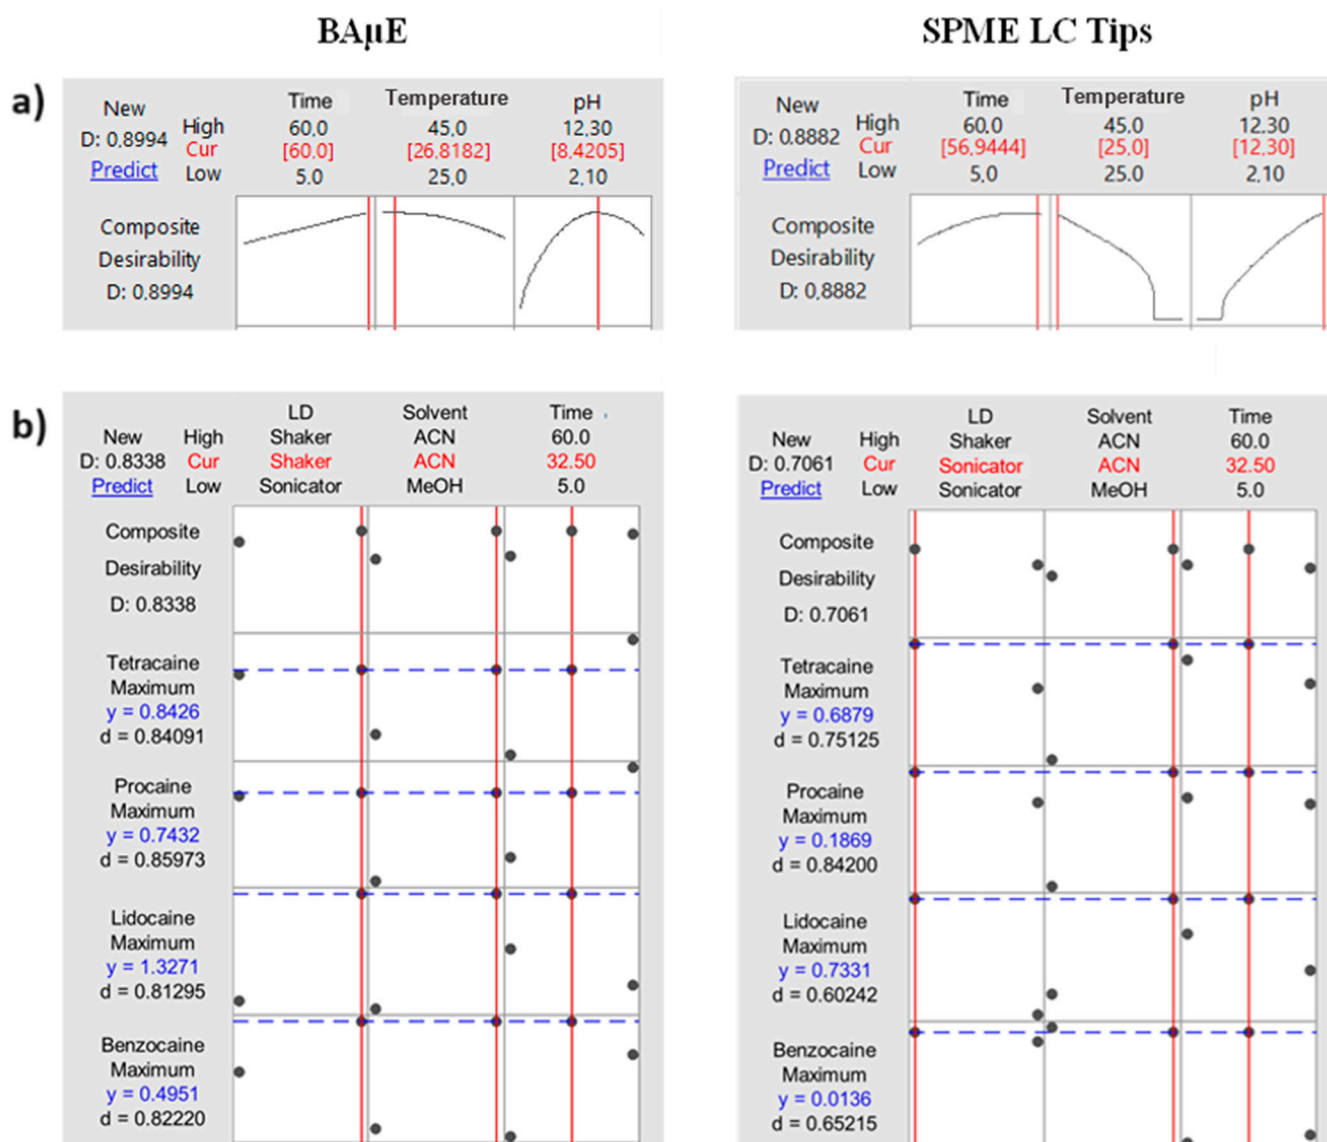 BAµE
SPME LC Tips
a)
New
D: 0.8994
Predict
High
Cur
Low
Time
60.0
[60.0]
5.0
Temperature
45.0
[26.8182]
25.0
pH
12.30
[8.4205]
2.10
Composite
Desirability
D: 0.8994
New
D: 0.8882
Predict
High
Cur
Low
Time
60.0
[56.9444]
5.0
Temperature
45.0
[25.0]
25.0
pH
12.30
[12.30]
2.10
Composite
Desirability
D: 0.8882
b)
New
D: 0.8338
Predict
High
Cur
Low
LD
Shaker
Shaker
Sonicator
Solvent
ACN
ACN
MeOH
Time
60.0
32.50
5.0
Composite
Desirability
D: 0.8338
Tetracaine
Maximum
y = 0.8426
d = 0.84091
Procaine
Maximum
y = 0.7432
d = 0.85973
Lidocaine
Maximum
y = 1.3271
d = 0.81295
Benzocaine
Maximum
y = 0.4951
d = 0.82220
New
D: 0.7061
Predict
High
Cur
Low
LD
Shaker
Sonicator
Sonicator
Solvent
ACN
ACN
MeOH
Time
60.0
32.50
5.0
Composite
Desirability
D: 0.7061
Tetracaine
Maximum
y = 0.6879
d = 0.75125
Procaine
Maximum
y = 0.1869
d = 0.84200
Lidocaine
Maximum
y = 0.7331
d = 0.60242
Benzocaine
Maximum
y = 0.0136
d = 0.65215